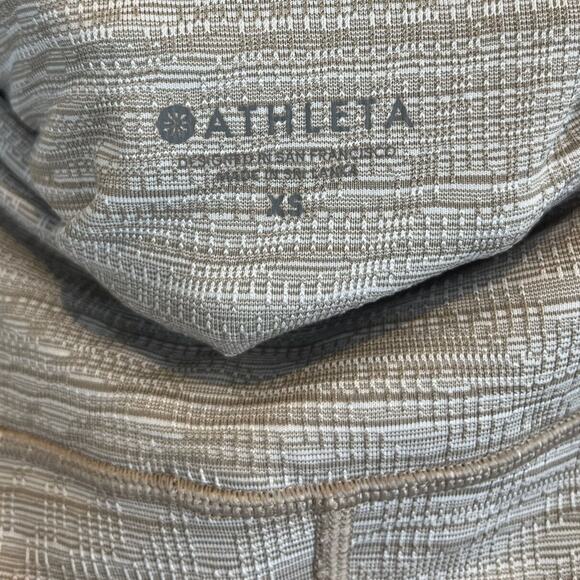 ATHLETA
DESIGNED IN SAN FRANCISCO
MADE IN SRI LANKA
XS